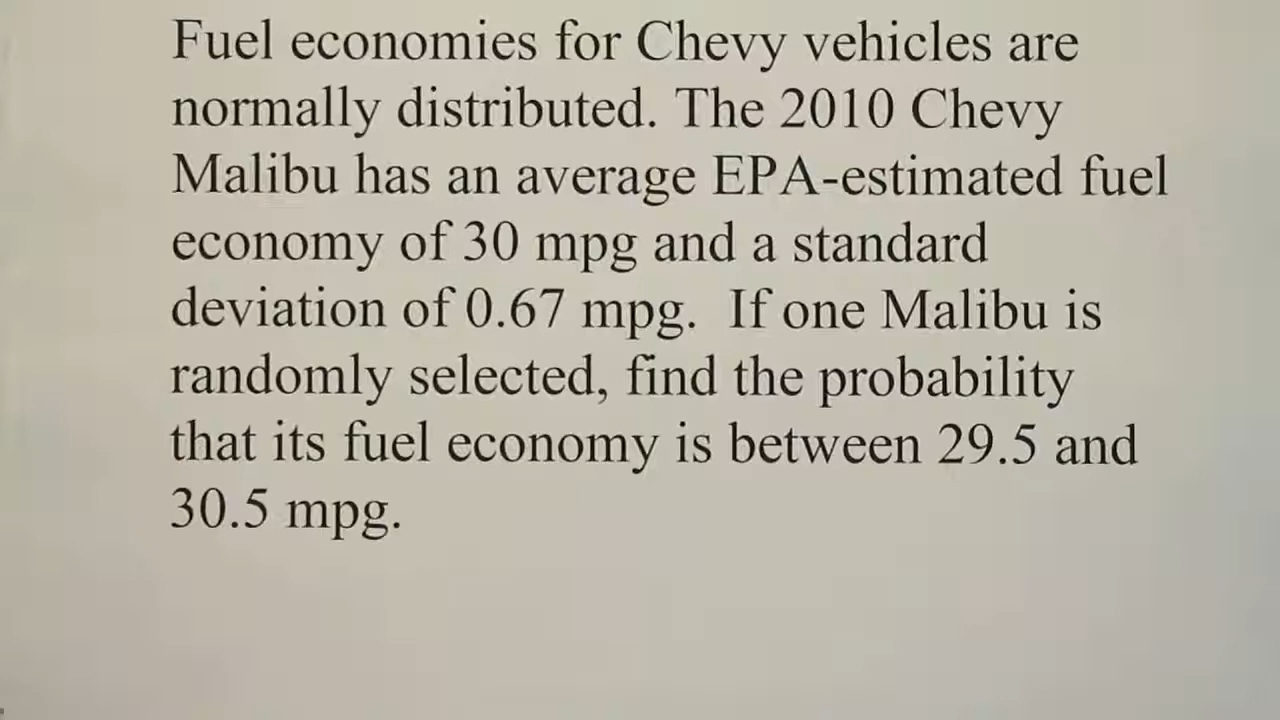 Fuel economies for Chevy vehicles are
normally distributed. The 2010 Chevy
Malibu has an average EPA-estimated fuel
economy of 30 mpg and a standard
deviation of 0.67 mpg.  If one Malibu is
randomly selected, find the probability
that its fuel economy is between 29.5 and
30.5 mpg.